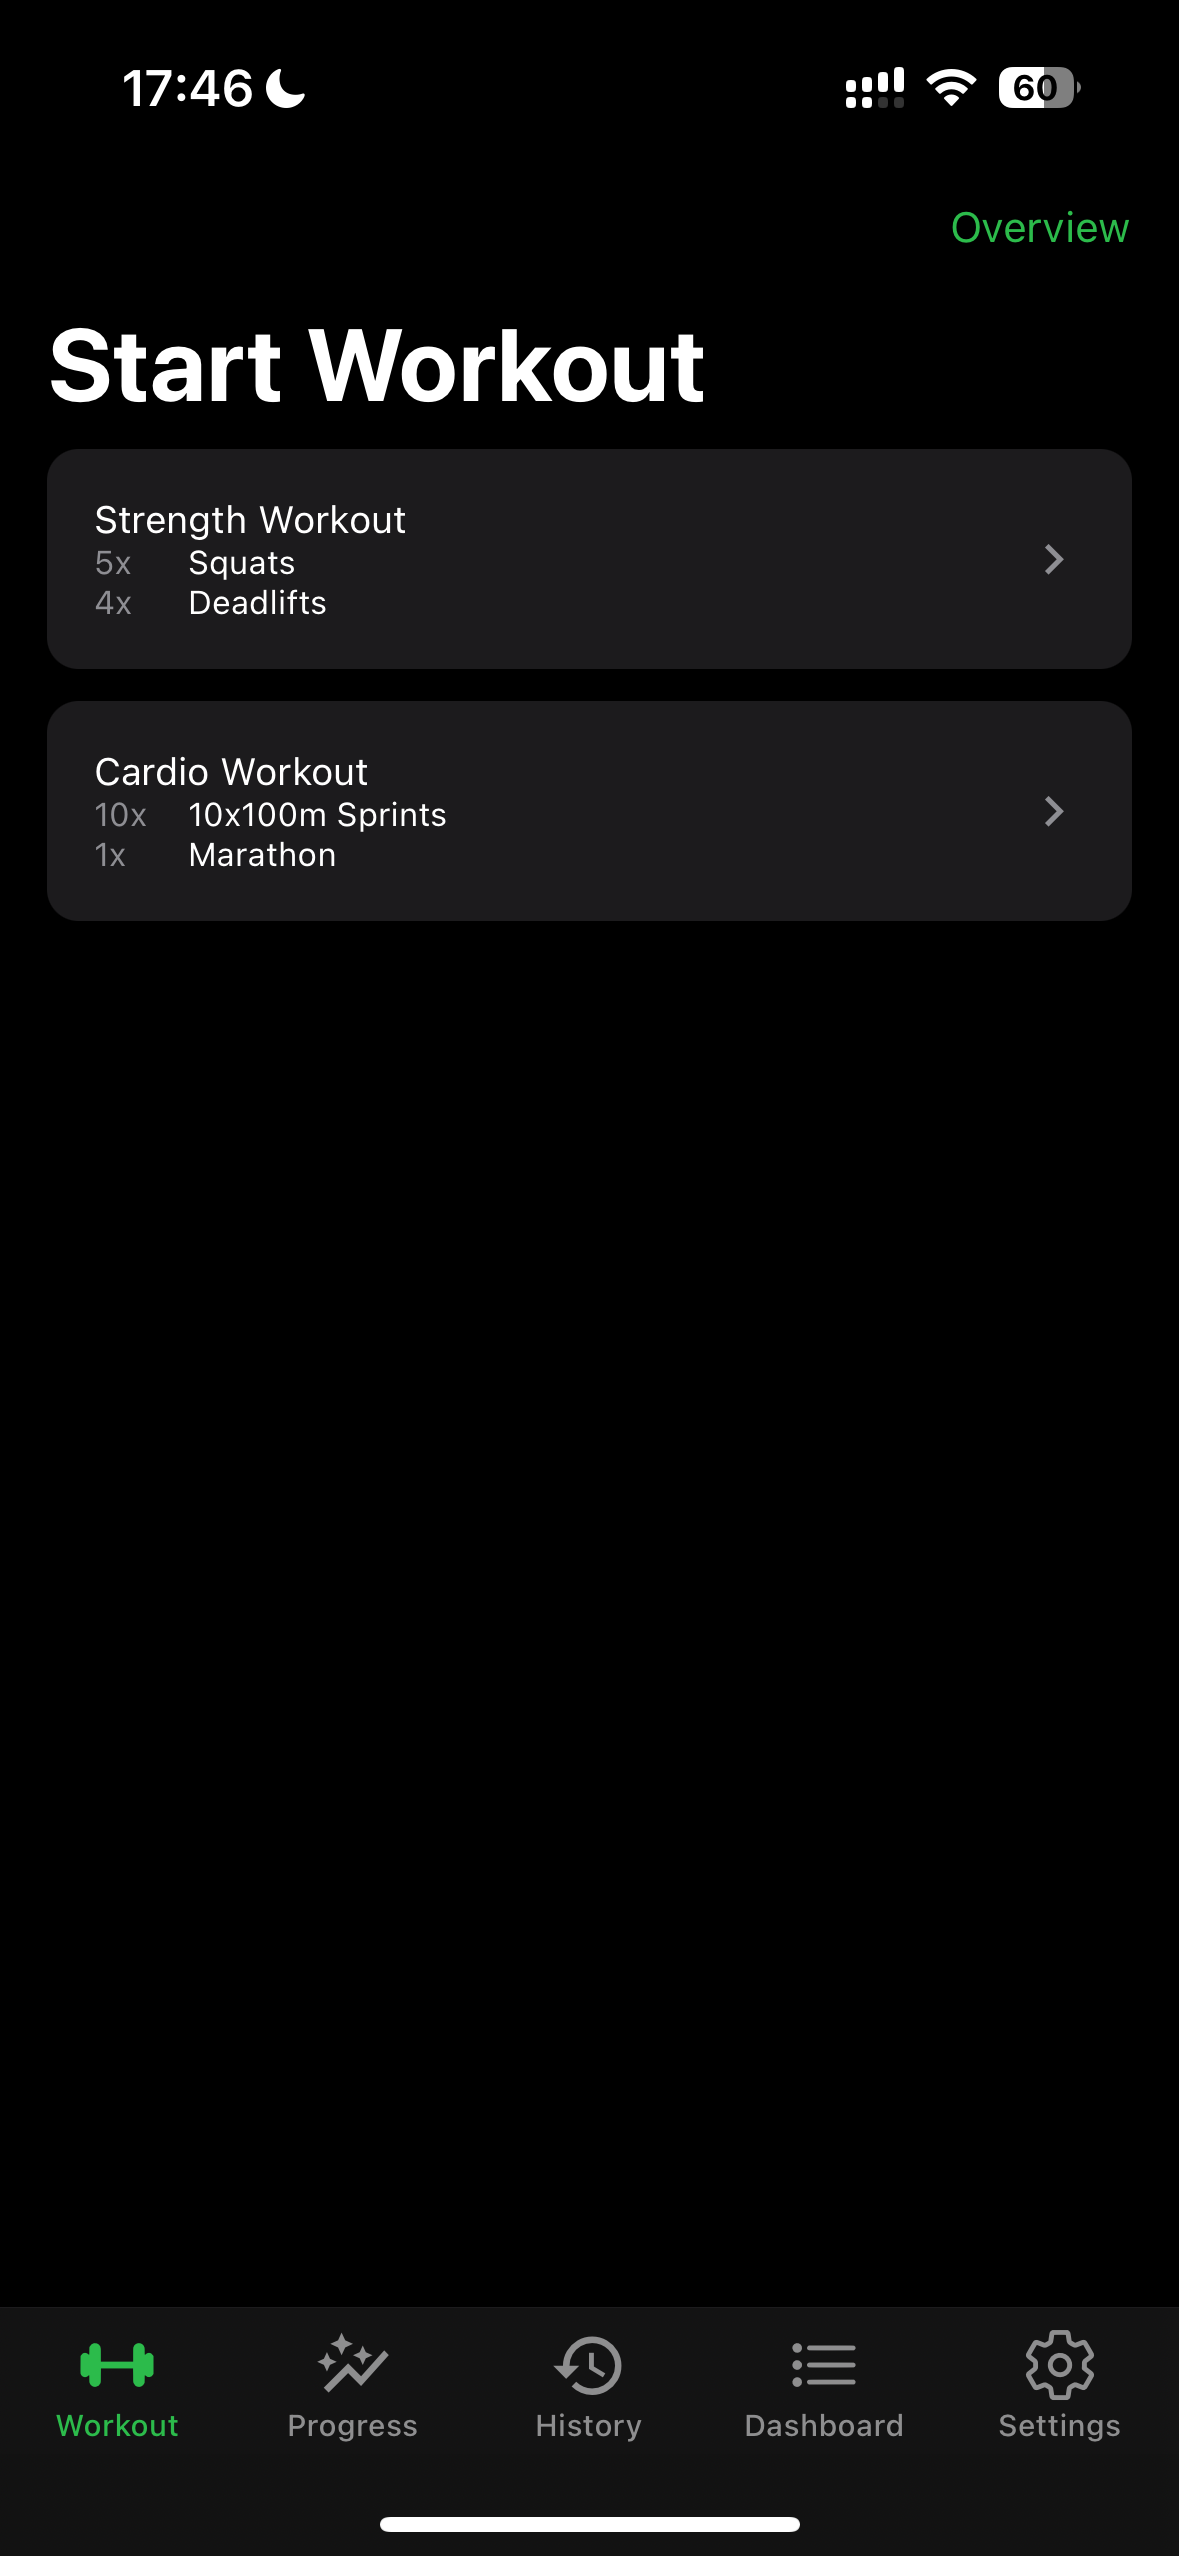 17:46
60
Overview
Start Workout
Strength Workout
5x Squats
4x Deadlifts
Cardio Workout
10x 10x100m Sprints
1x Marathon
Workout Progress History Dashboard Settings